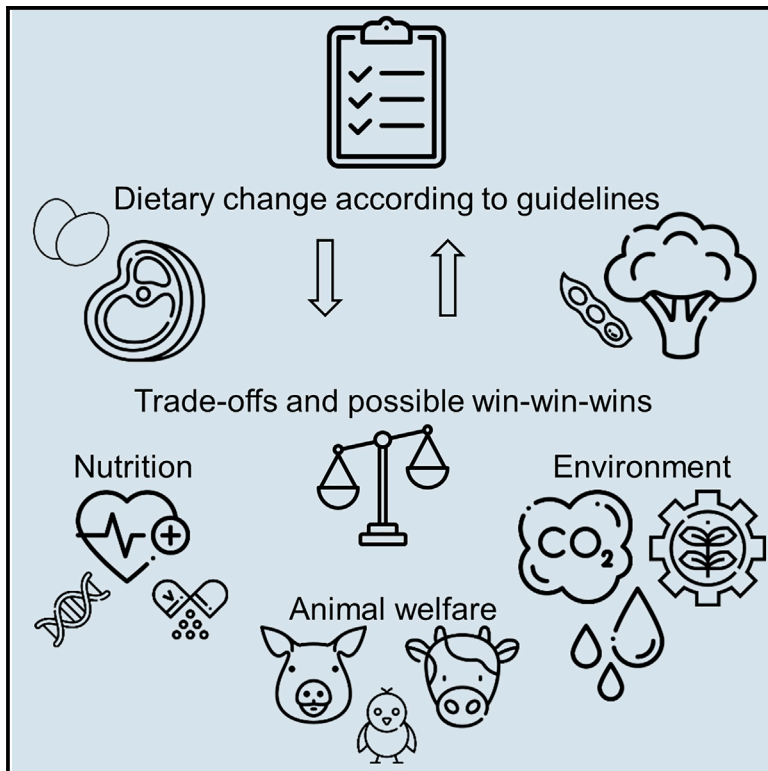 Dietary change according to guidelines
Trade-offs and possible win-win-wins
Nutrition
Environment
CO₂
Animal welfare